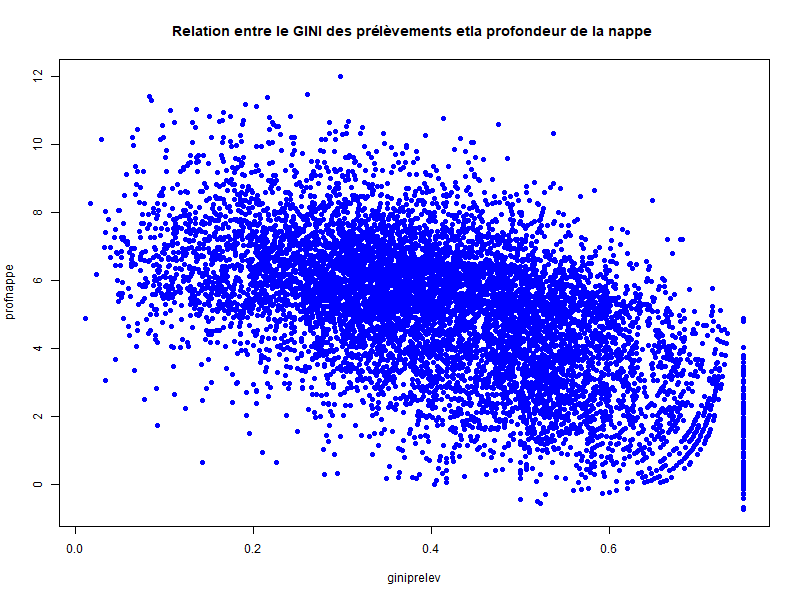 Relation entre le GINI des prélèvements etla profondeur de la nappe
profnappe
12
10
8
6
4
2
0
0.0 0.2 0.4 0.6
giniprelev